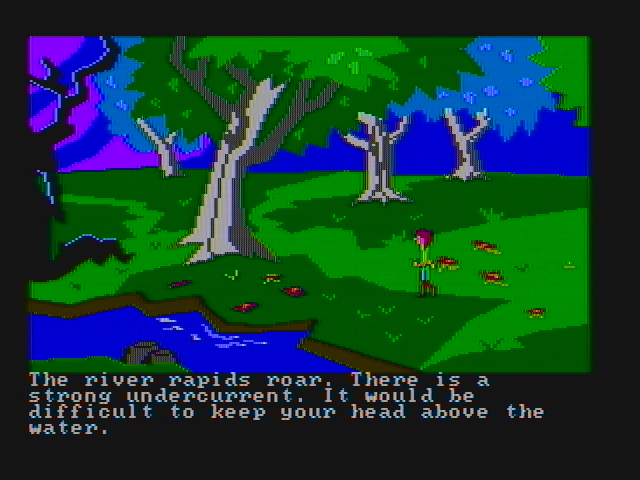 The river rapids roar. There is a
strong undercurrent. It would be
difficult to keep your head above the
water.